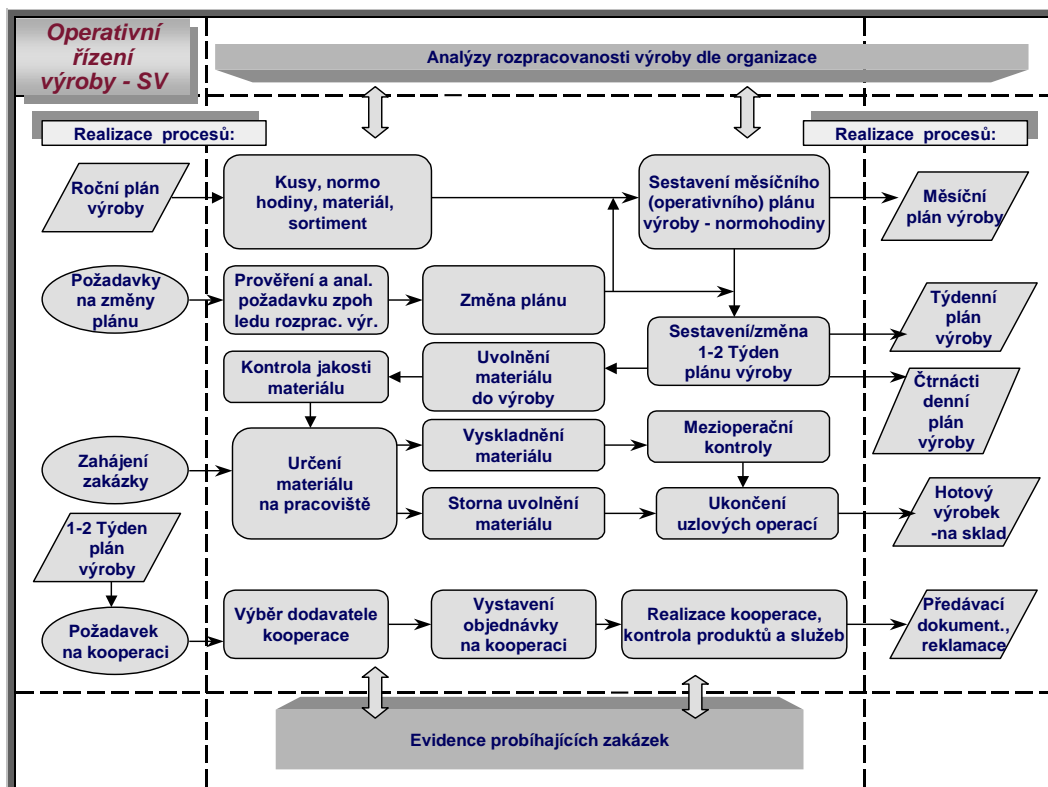 Operativní
řízení
výroby - SV
Analýzy rozpracovanosti výroby dle organizace
Realizace procesů:
Realizace procesů:
Roční plán
výroby
Kusy, normo
hodiny, materiál,
sortiment
Sestavení měsíčního
(operativního) plánu
výroby - normohodiny
Měsíční
plán výroby
Požadavky
na změny
plánu
Prověření a anal.
požadavku zpoh
ledu rozprac. výr.
Změna plánu
Týdenní
plán
výroby
Sestavení/změna
1-2 Týden
plánu výroby
Kontrola jakosti
materiálu
Uvolnění
materiálu
do výroby
Čtrnácti
denní
plán
výroby
Zahájení
zakázky
Určení
materiálu
na pracoviště
Vyskladnění
materiálu
Mezioperační
kontroly
Storna uvolnění
materiálu
Ukončení
uzlových operací
Hotový
výrobek
-na sklad
1-2 Týden
plán
výroby
Požadavek
na kooperaci
Výběr dodavatele
kooperace
Vystavení
objednávky
na kooperaci
Realizace kooperace,
kontrola produktů a služeb
Předávací
dokument.,
reklamace
Evidence probíhajících zakázek